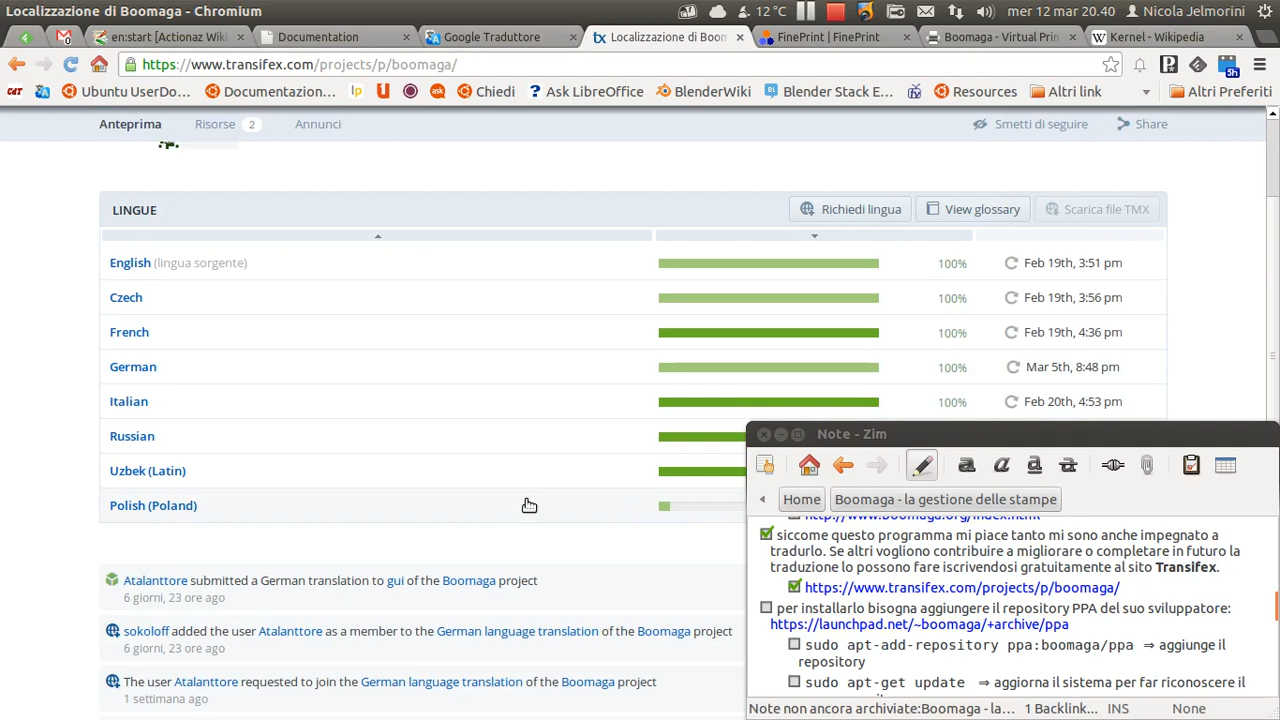 Localizzazione di Boomaga - Chromium
12 °C
mer 12 mar 20.40
Nicola Jelmorini
en:start [Actionaz Wiki
Documentation
Google Traduttore
Localizzazione di Boom
FinePrint | FinePrint
Boomaga - Virtual Prin
Kernel - Wikipedia
https://www.transifex.com/projects/p/boomaga/
CAT
Ubuntu UserDo...
Documentazion...
lp
U
ask
Chiedi
Ask LibreOffice
BlenderWiki
Blender Stack E...
Resources
Altri link
5h
Altri Preferiti
Anteprima
Risorse 2
Annunci
Smetti di seguire
Share
LINGUE
Richiedi lingua
View glossary
Scarica file TMX
English (lingua sorgente) 100% Feb 19th, 3:51 pm
Czech 100% Feb 19th, 3:56 pm
French 100% Feb 19th, 4:36 pm
German 100% Mar 5th, 8:48 pm
Italian 100% Feb 20th, 4:53 pm
Russian
Uzbek (Latin)
Polish (Poland)
Atalanttore submitted a German translation to gui of the Boomaga project
6 giorni, 23 ore ago
sokoloff added the user Atalanttore as a member to the German language translation of the Boomaga project
6 giorni, 23 ore ago
The user Atalanttore requested to join the German language translation of the Boomaga project
1 settimana ago
Note - Zim
Home
Boomaga - la gestione delle stampe
http://www.boomaga.org/index.html
siccome questo programma mi piace tanto mi sono anche impegnato a
tradurlo. Se altri vogliono contribuire a migliorare o completare in futuro la
traduzione lo possono fare iscrivendosi gratuitamente al sito Transifex.
https://www.transifex.com/projects/p/boomaga/
per installarlo bisogna aggiungere il repository PPA del suo sviluppatore:
https://launchpad.net/~boomaga/+archive/ppa
sudo apt-add-repository ppa:boomaga/ppa ⇒ aggiunge il
repository
sudo apt-get update ⇒ aggiorna il sistema per far riconoscere il
Note non ancora archiviate:Boomaga - la...
1 Backlink...
INS
None